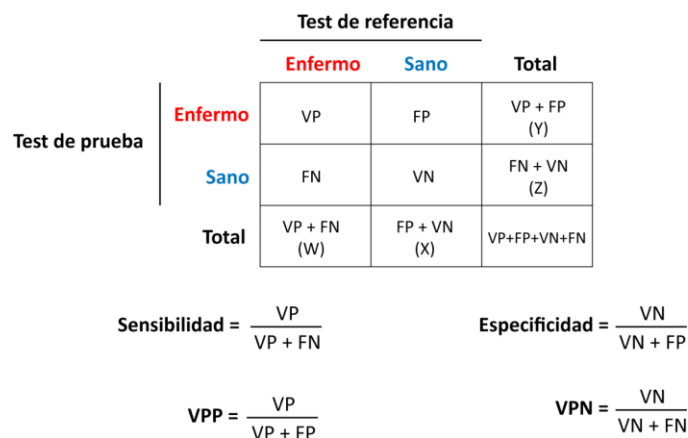 Test de referencia
Enfermo Sano Total
Enfermo VP FP VP + FP
(Y)
Test de prueba
Sano FN VN FN + VN
(Z)
Total VP + FN FP + VN VP+FP+VN+FN
(W) (X)
Sensibilidad = VP
VP + FN
Especificidad = VN
VN + FP
VPP = VP
VP + FP
VPN = VN
VN + FN